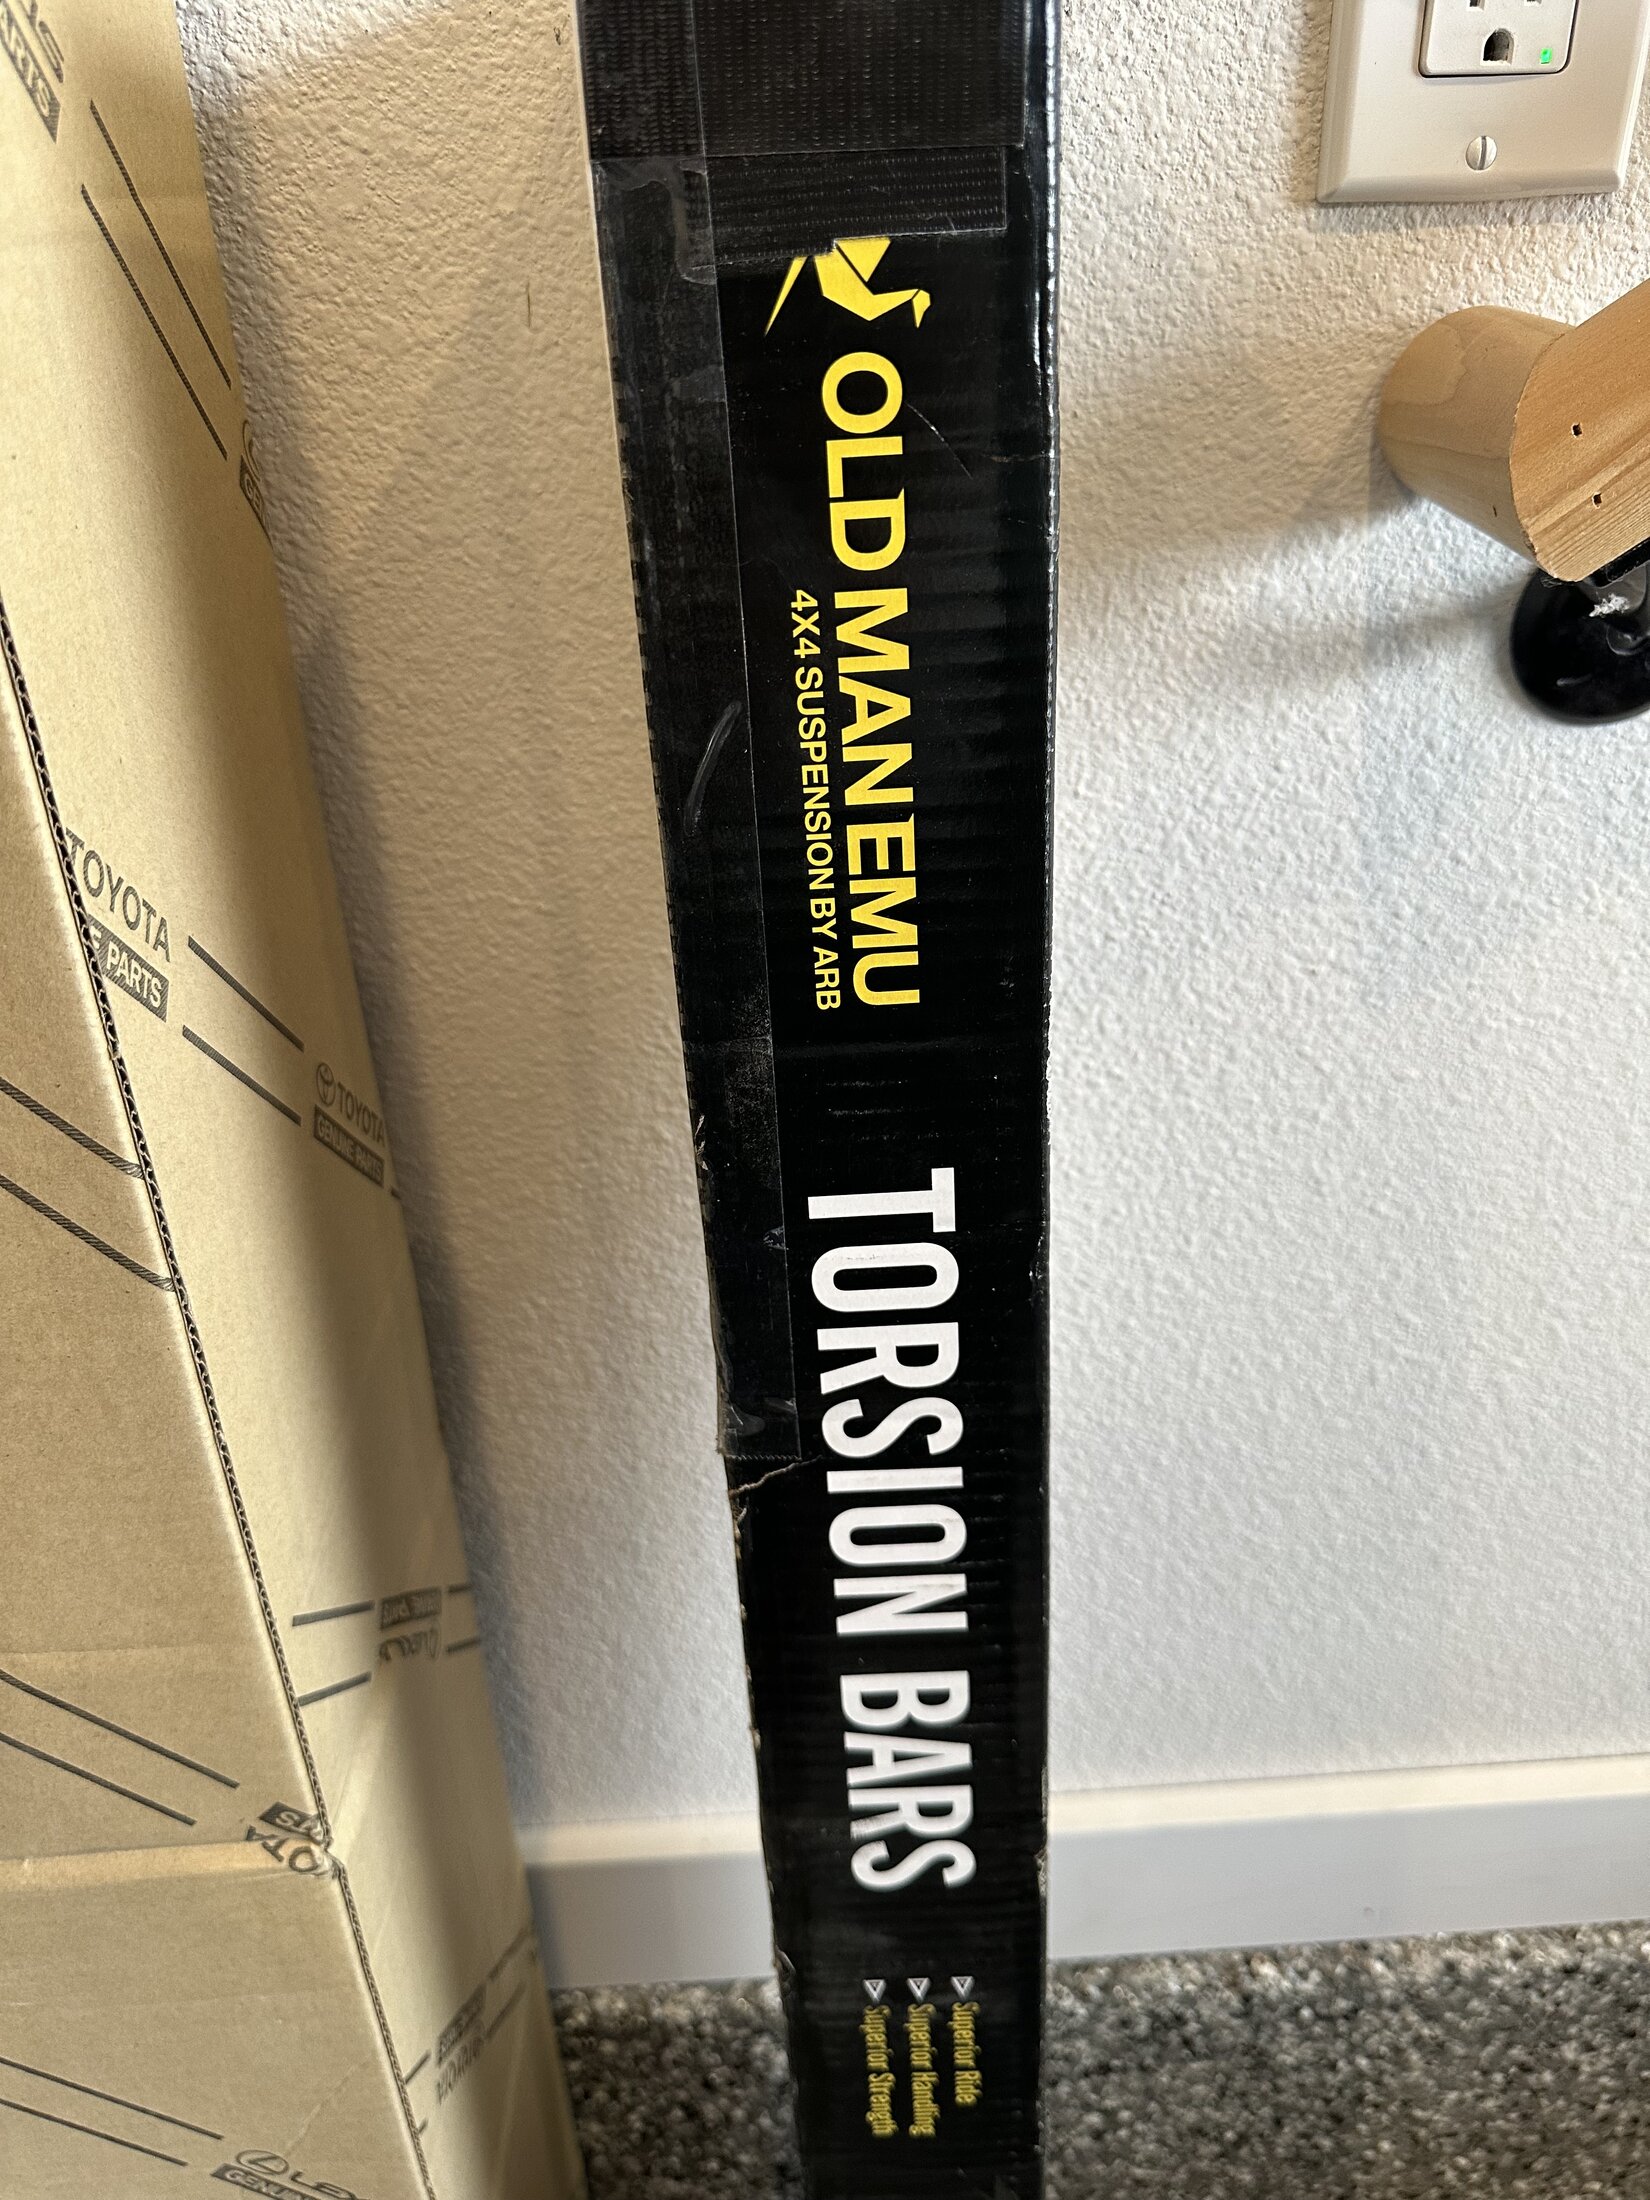 OLD MAN EMU
4X4 SUSPENSION BY ARB
TORSION BARS
Superior Ride
Superior Handling
Superior Strength
TOYOTA
PARTS
TOYOTA
GENUINE PARTS